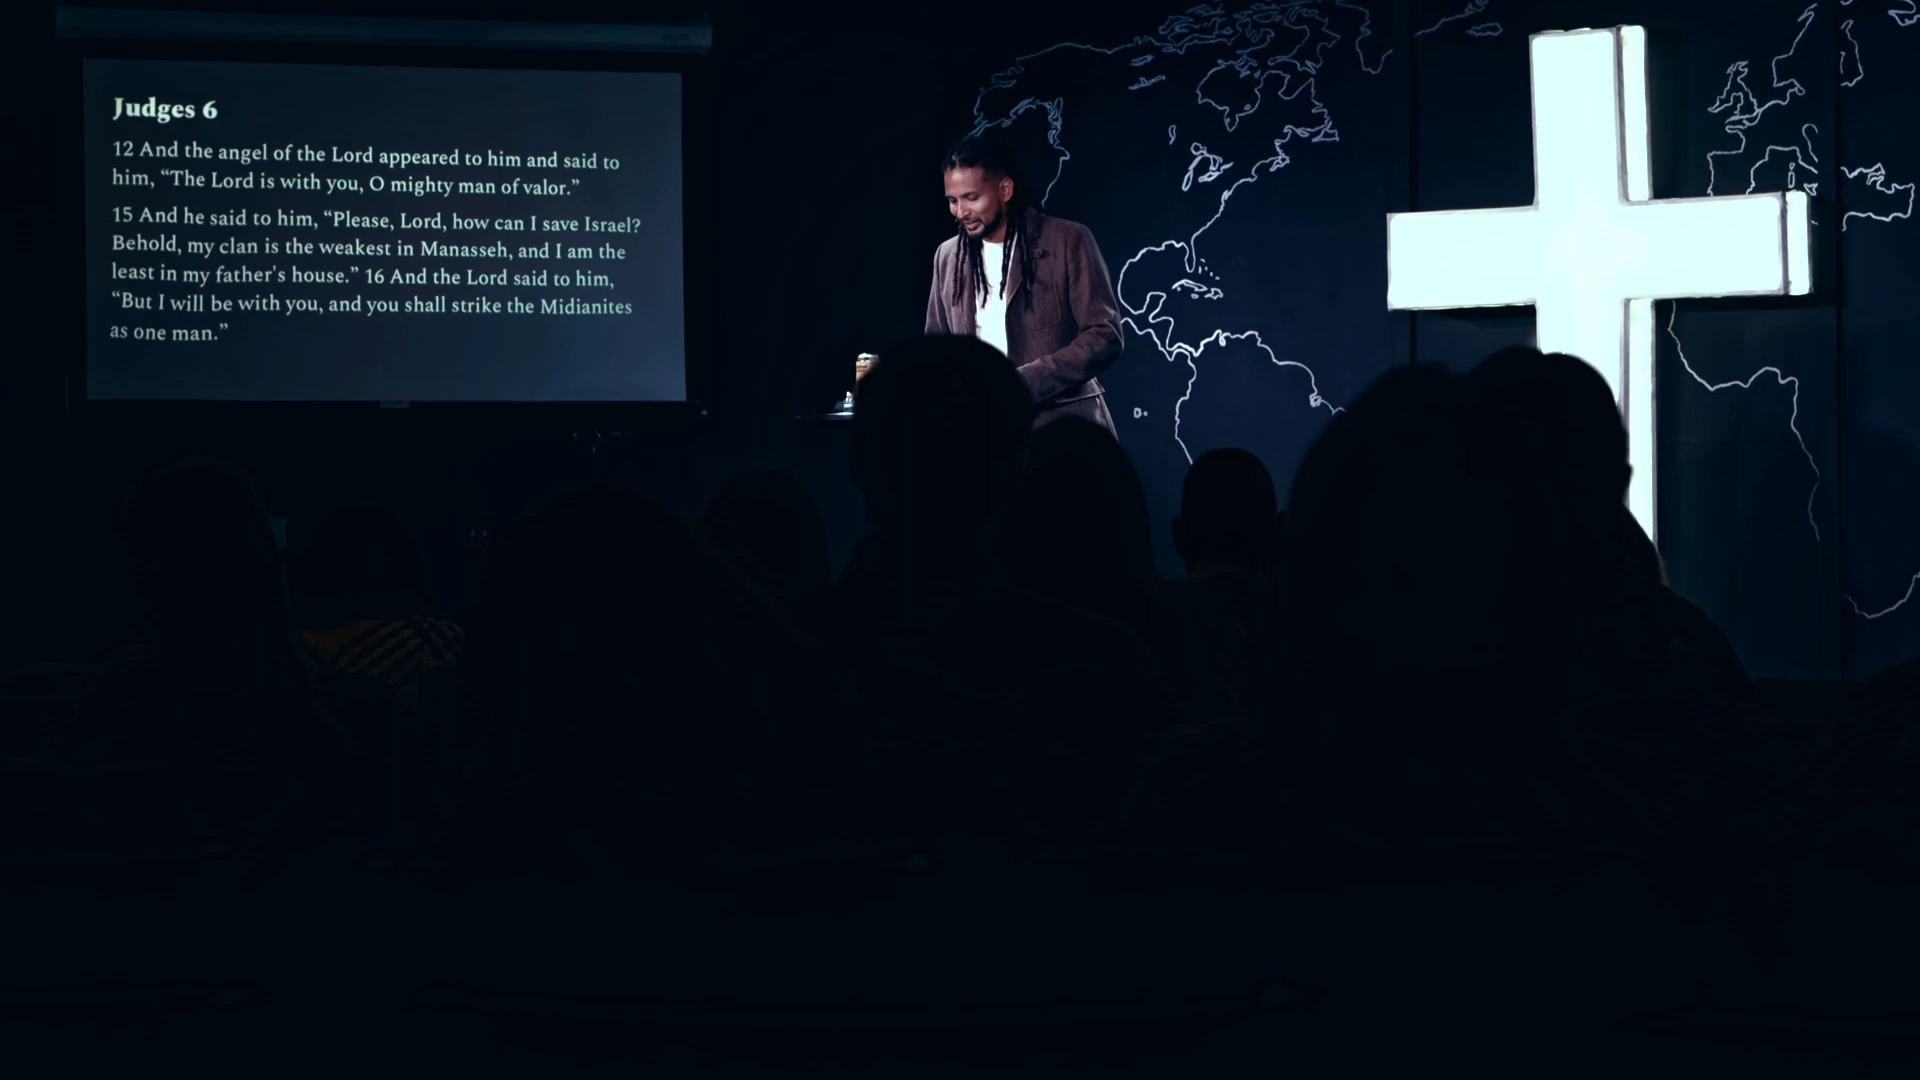 Judges 6
12 And the angel of the Lord appeared to him and said to
him, “The Lord is with you, O mighty man of valor.”
15 And he said to him, “Please, Lord, how can I save Israel?
Behold, my clan is the weakest in Manasseh, and I am the
least in my father's house.” 16 And the Lord said to him,
“But I will be with you, and you shall strike the Midianites
as one man.”